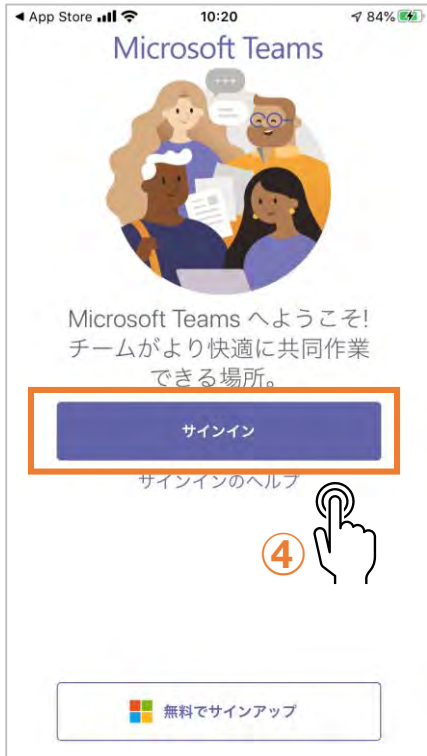 App Store 10:20 84%
Microsoft Teams
Microsoft Teams へようこそ!
チームがより快適に共同作業
できる場所。
サインイン
サインインのヘルプ
④
無料でサインアップ